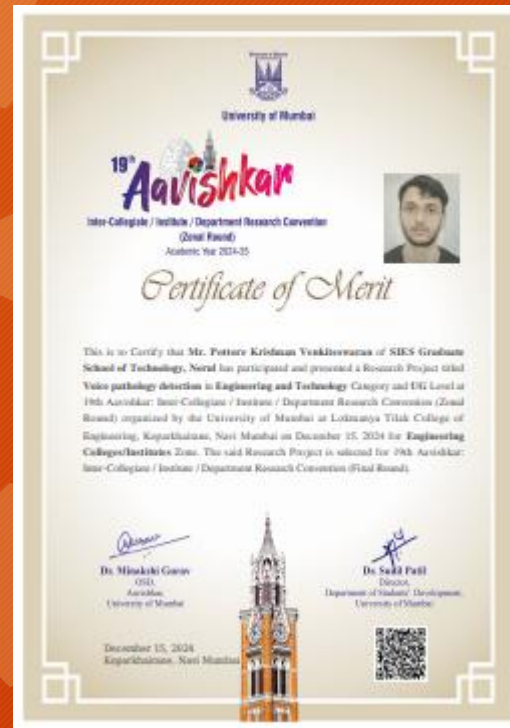 University of Mumbai
19th
Aavishkar
Inter-Collegiate / Institute / Department Research Convention
(Zonal Round)
Academic Year 2024-25
Certificate of Merit
This is to Certify that Mr. Pottore Krishnan Venkiteswaran of SIES Graduate
School of Technology, Nerul has participated and presented a Research Project titled
Voice pathology detection in Engineering and Technology Category and UG Level at
19th Aavishkar: Inter-Collegiate / Institute / Department Research Convention (Zonal
Round) organized by the University of Mumbai at Lokmanya Tilak College of
Engineering, Koparkhairane, Navi Mumbai on December 15, 2024 for Engineering
Colleges/Institutes Zone. The said Research Project is selected for 19th Aavishkar:
Inter-Collegiate / Institute / Department Research Convention (Final Round).
Dr. Minakshi Gurav
OSD,
Aavishkar,
University of Mumbai
Dr. Sunil Patil
Director,
Department of Students' Development,
University of Mumbai
December 15, 2024
Koparkhairane, Navi Mumbai